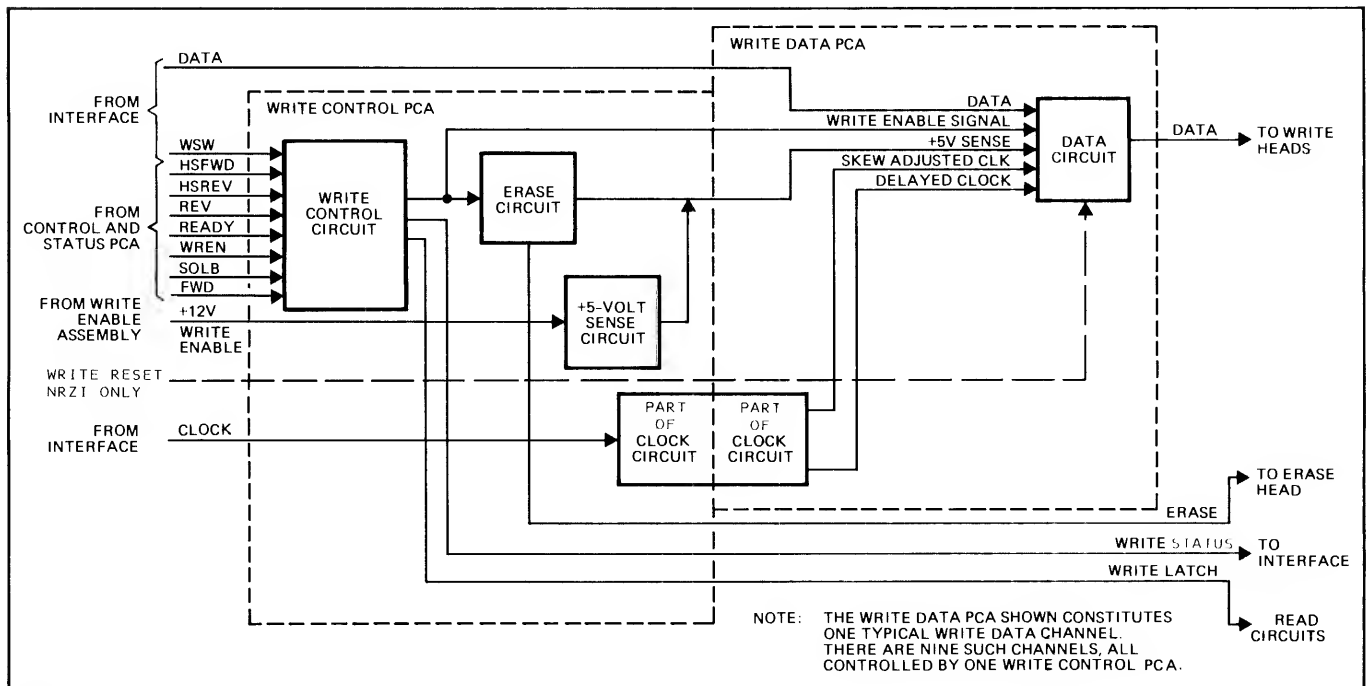 WRITE DATA PCA
DATA
FROM
INTERFACE
WRITE CONTROL PCA
DATA
WRITE ENABLE SIGNAL
+5V SENSE
SKEW ADJUSTED CLK
DELAYED CLOCK
DATA
CIRCUIT
DATA
TO WRITE
HEADS
WSW
HSFWD
HSREV
REV
READY
WREN
SOLB
FWD
FROM
CONTROL AND
STATUS PCA
WRITE
CONTROL
CIRCUIT
ERASE
CIRCUIT
FROM WRITE
ENABLE
ASSEMBLY
+12V
WRITE
ENABLE
+5-VOLT
SENSE
CIRCUIT
WRITE RESET
NRZI ONLY
FROM
INTERFACE
CLOCK
PART
OF
CLOCK
CIRCUIT
PART
OF
CLOCK
CIRCUIT
ERASE
TO ERASE
HEAD
WRITE STATUS
TO
INTERFACE
WRITE LATCH
READ
CIRCUITS
NOTE: THE WRITE DATA PCA SHOWN CONSTITUTES
ONE TYPICAL WRITE DATA CHANNEL.
THERE ARE NINE SUCH CHANNELS, ALL
CONTROLLED BY ONE WRITE CONTROL PCA.